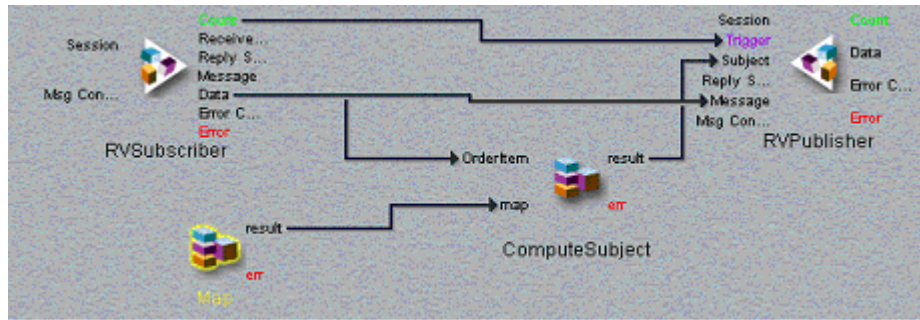 Session
Msg Con...
RVSubscriber
Count
Receive...
Reply S...
Message
Data
Error C...
Error
OrderItem
map
result
err
ComputeSubject
result
err
Map
Session
Trigger
Subject
Reply S...
Message
Msg Con...
RVPublisher
Count
Data
Error C...
Error